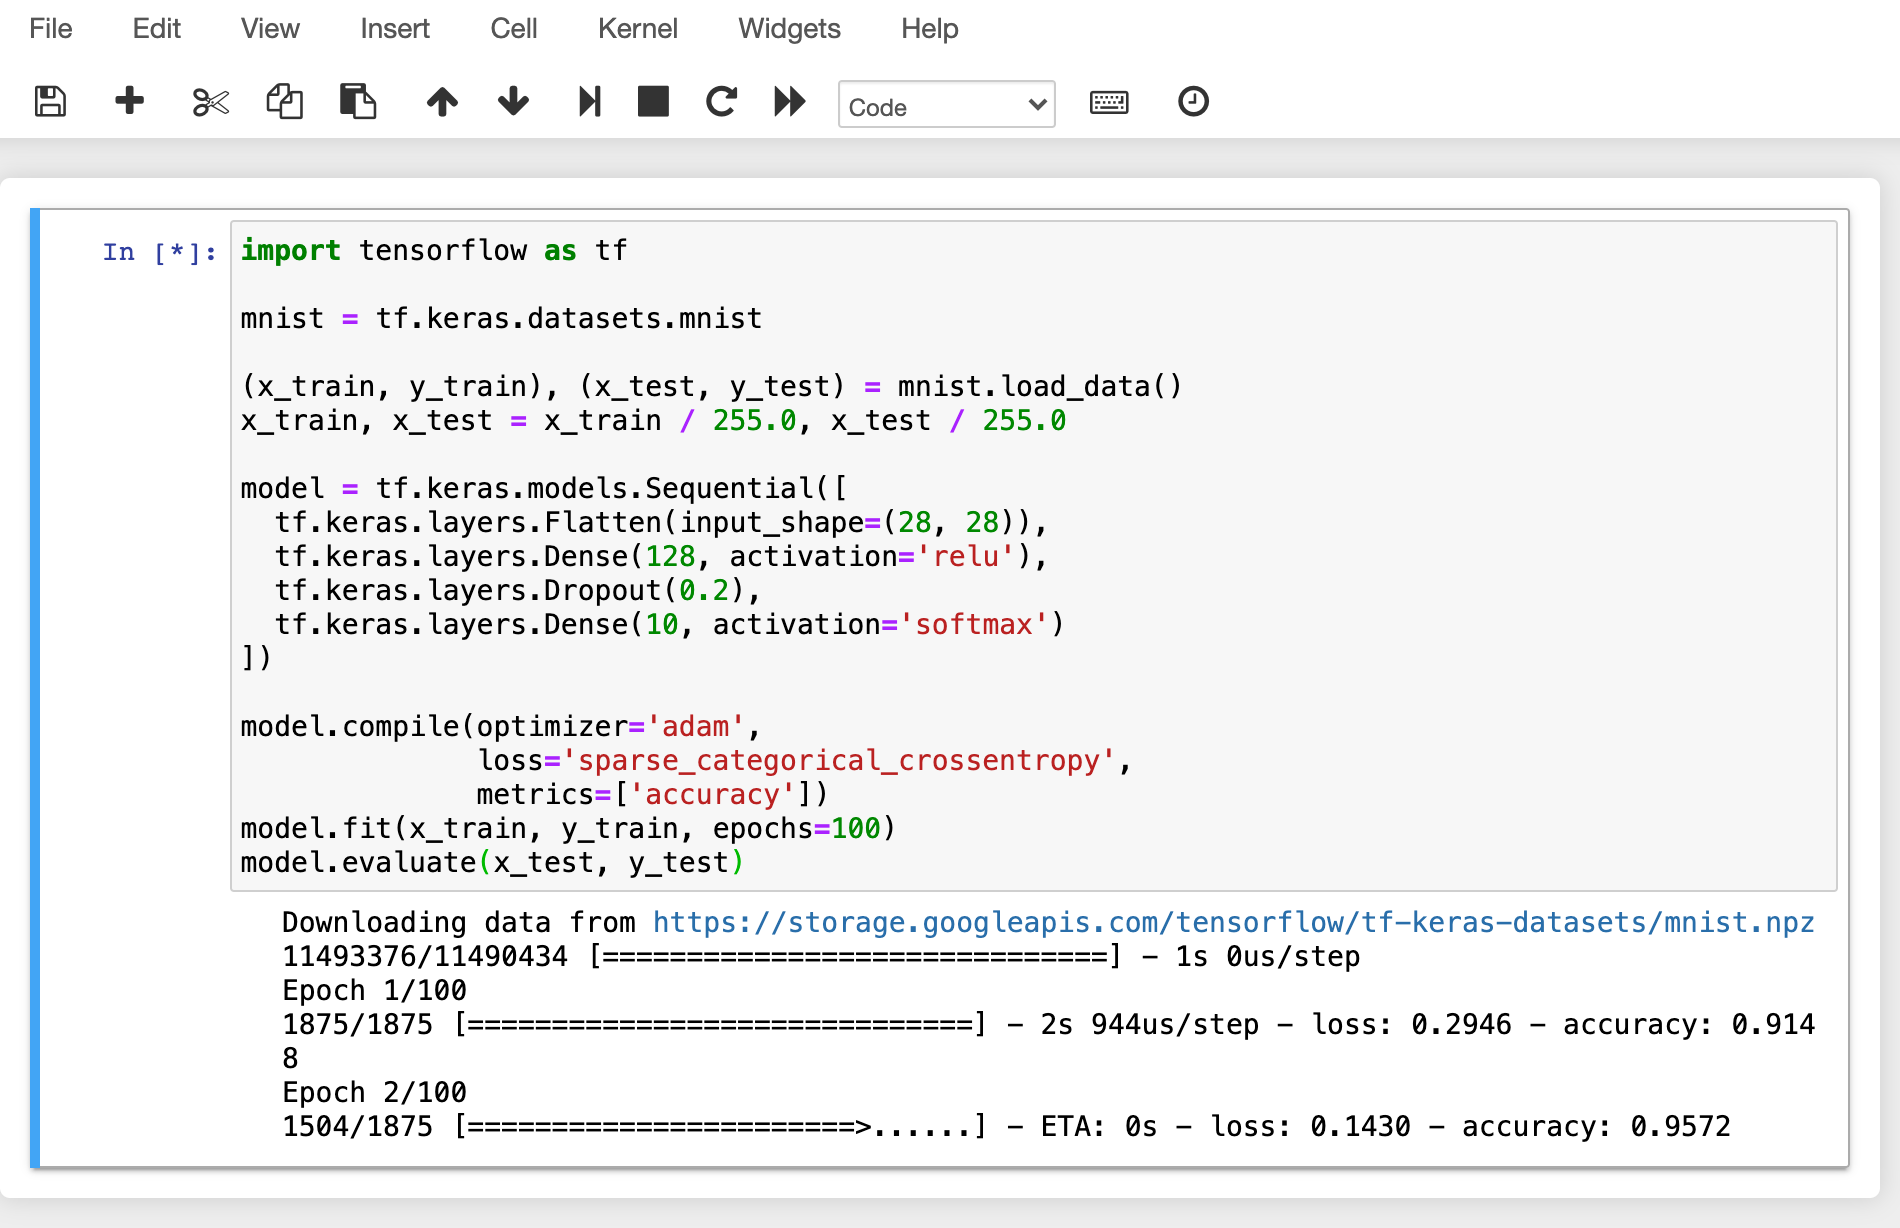 File Edit View Insert Cell Kernel Widgets Help
Code
In [*]:
import tensorflow as tf
mnist = tf.keras.datasets.mnist
(x_train, y_train), (x_test, y_test) = mnist.load_data()
x_train, x_test = x_train / 255.0, x_test / 255.0
model = tf.keras.models.Sequential([
  tf.keras.layers.Flatten(input_shape=(28, 28)),
  tf.keras.layers.Dense(128, activation='relu'),
  tf.keras.layers.Dropout(0.2),
  tf.keras.layers.Dense(10, activation='softmax')
])
model.compile(optimizer='adam',
              loss='sparse_categorical_crossentropy',
              metrics=['accuracy'])
model.fit(x_train, y_train, epochs=100)
model.evaluate(x_test, y_test)
Downloading data from https://storage.googleapis.com/tensorflow/tf-keras-datasets/mnist.npz
11493376/11490434 [==============================] - 1s 0us/step
Epoch 1/100
1875/1875 [==============================] - 2s 944us/step - loss: 0.2946 - accuracy: 0.914
8
Epoch 2/100
1504/1875 [=======================>......] - ETA: 0s - loss: 0.1430 - accuracy: 0.9572